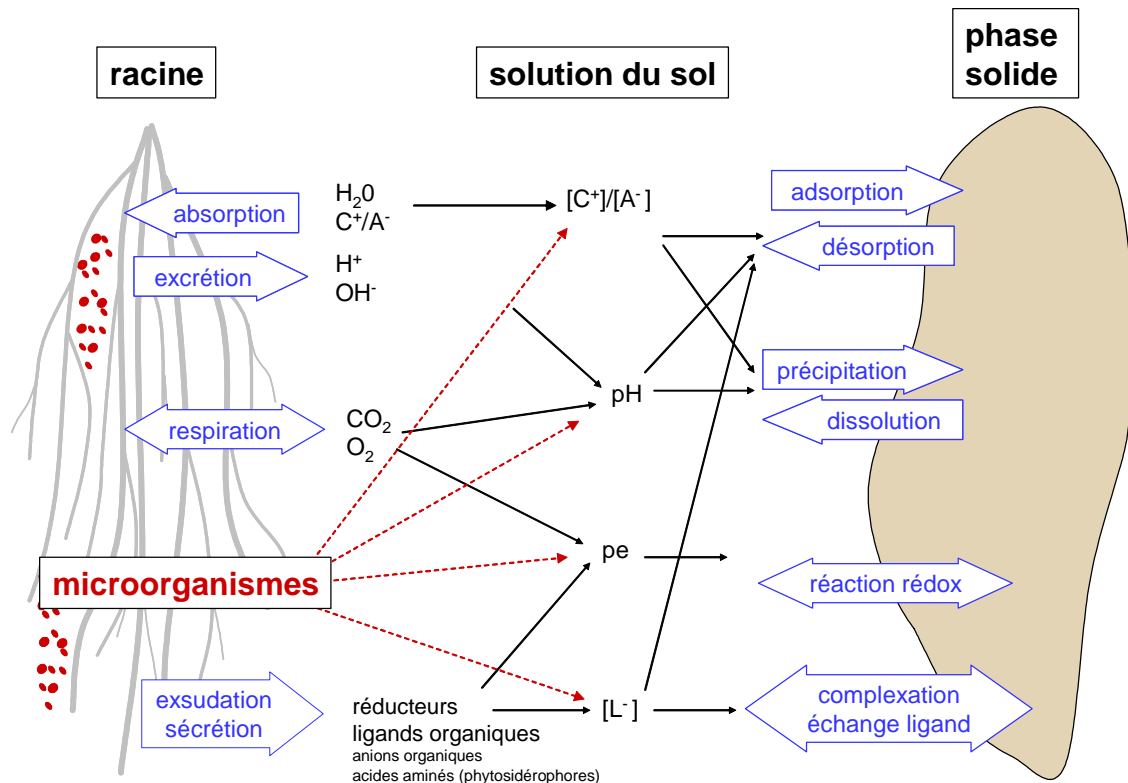 racine
solution du sol
phase
solide
absorption
H₂0
C⁺/A⁻
[C⁺]/[A⁻]
adsorption
désorption
excrétion
H⁺
OH⁻
précipitation
pH
dissolution
respiration
CO₂
O₂
microorganismes
pe
réaction rédox
exsudation
sécrétion
réducteurs
ligands organiques
anions organiques
acides aminés (phytosidérophores)
[L⁻]
complexation
échange ligand